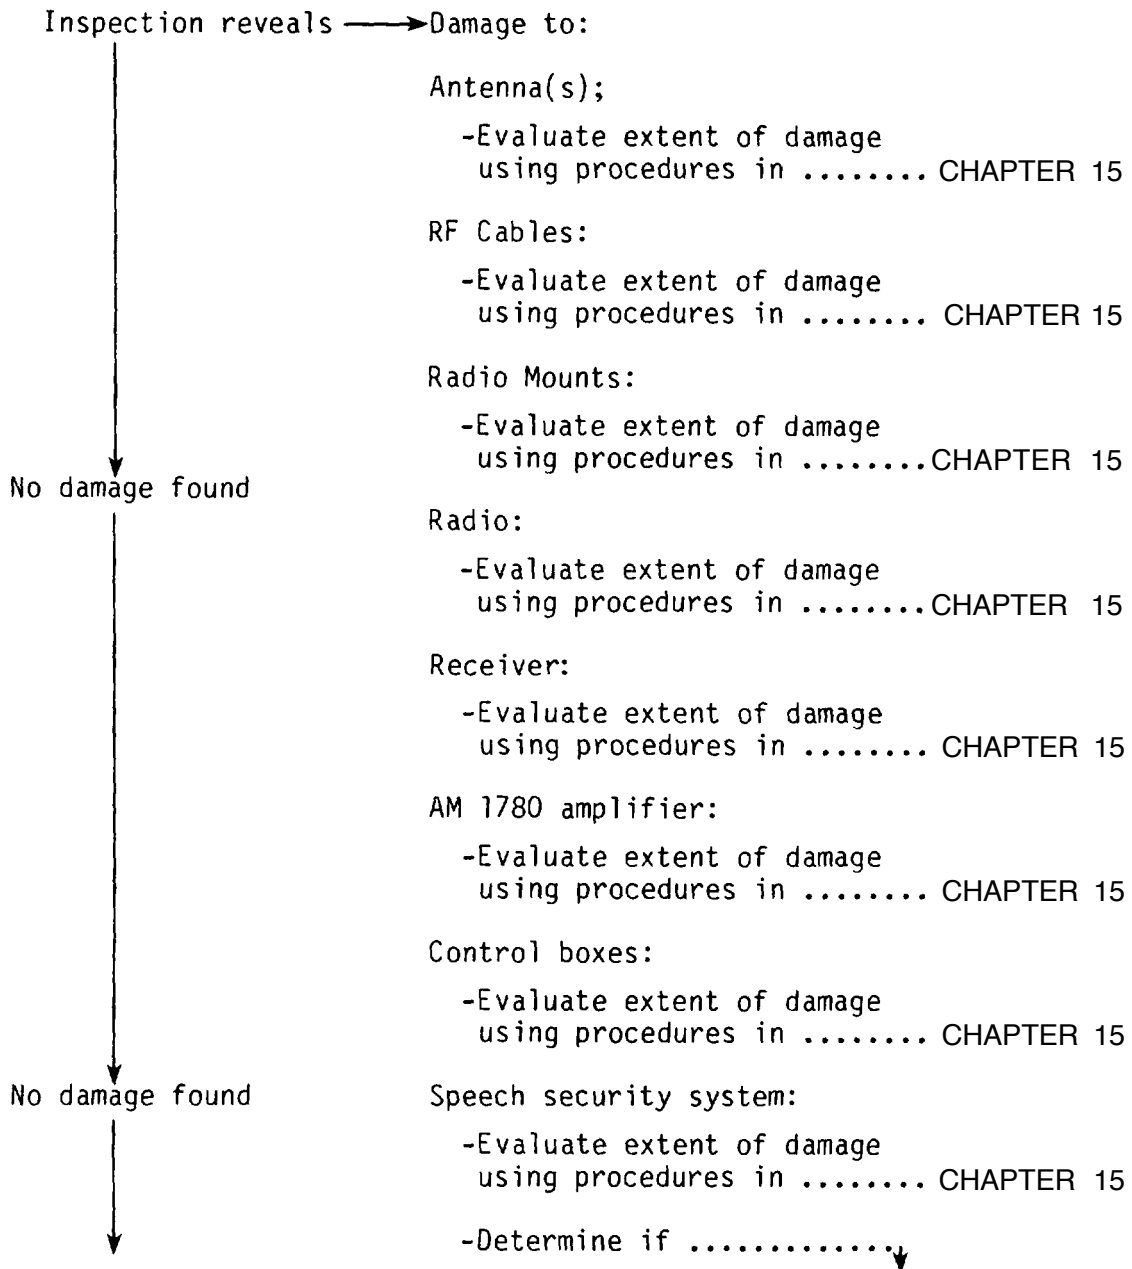 Inspection reveals Damage to:
Antenna(s);
-Evaluate extent of damage
using procedures in ........ CHAPTER 15
RF Cables:
-Evaluate extent of damage
using procedures in ........ CHAPTER 15
Radio Mounts:
-Evaluate extent of damage
using procedures in ........ CHAPTER 15
No damage found
Radio:
-Evaluate extent of damage
using procedures in ........ CHAPTER 15
Receiver:
-Evaluate extent of damage
using procedures in ........ CHAPTER 15
AM 1780 amplifier:
-Evaluate extent of damage
using procedures in ........ CHAPTER 15
Control boxes:
-Evaluate extent of damage
using procedures in ........ CHAPTER 15
No damage found
Speech security system:
-Evaluate extent of damage
using procedures in ........ CHAPTER 15
-Determine if .............